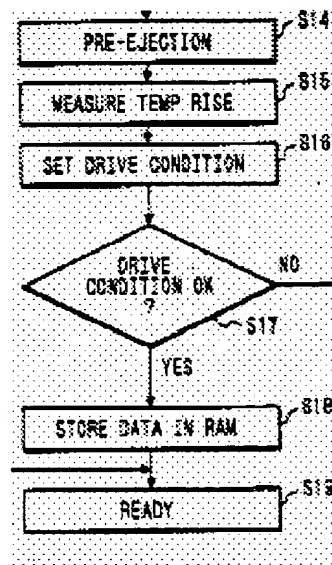 S14
PRE-EJECTION
S15
MEASURE TEMP RISE
S16
SET DRIVE CONDITION
DRIVE
CONDITION OK
?
NO
S17
YES
S18
STORE DATA IN RAM
S19
READY